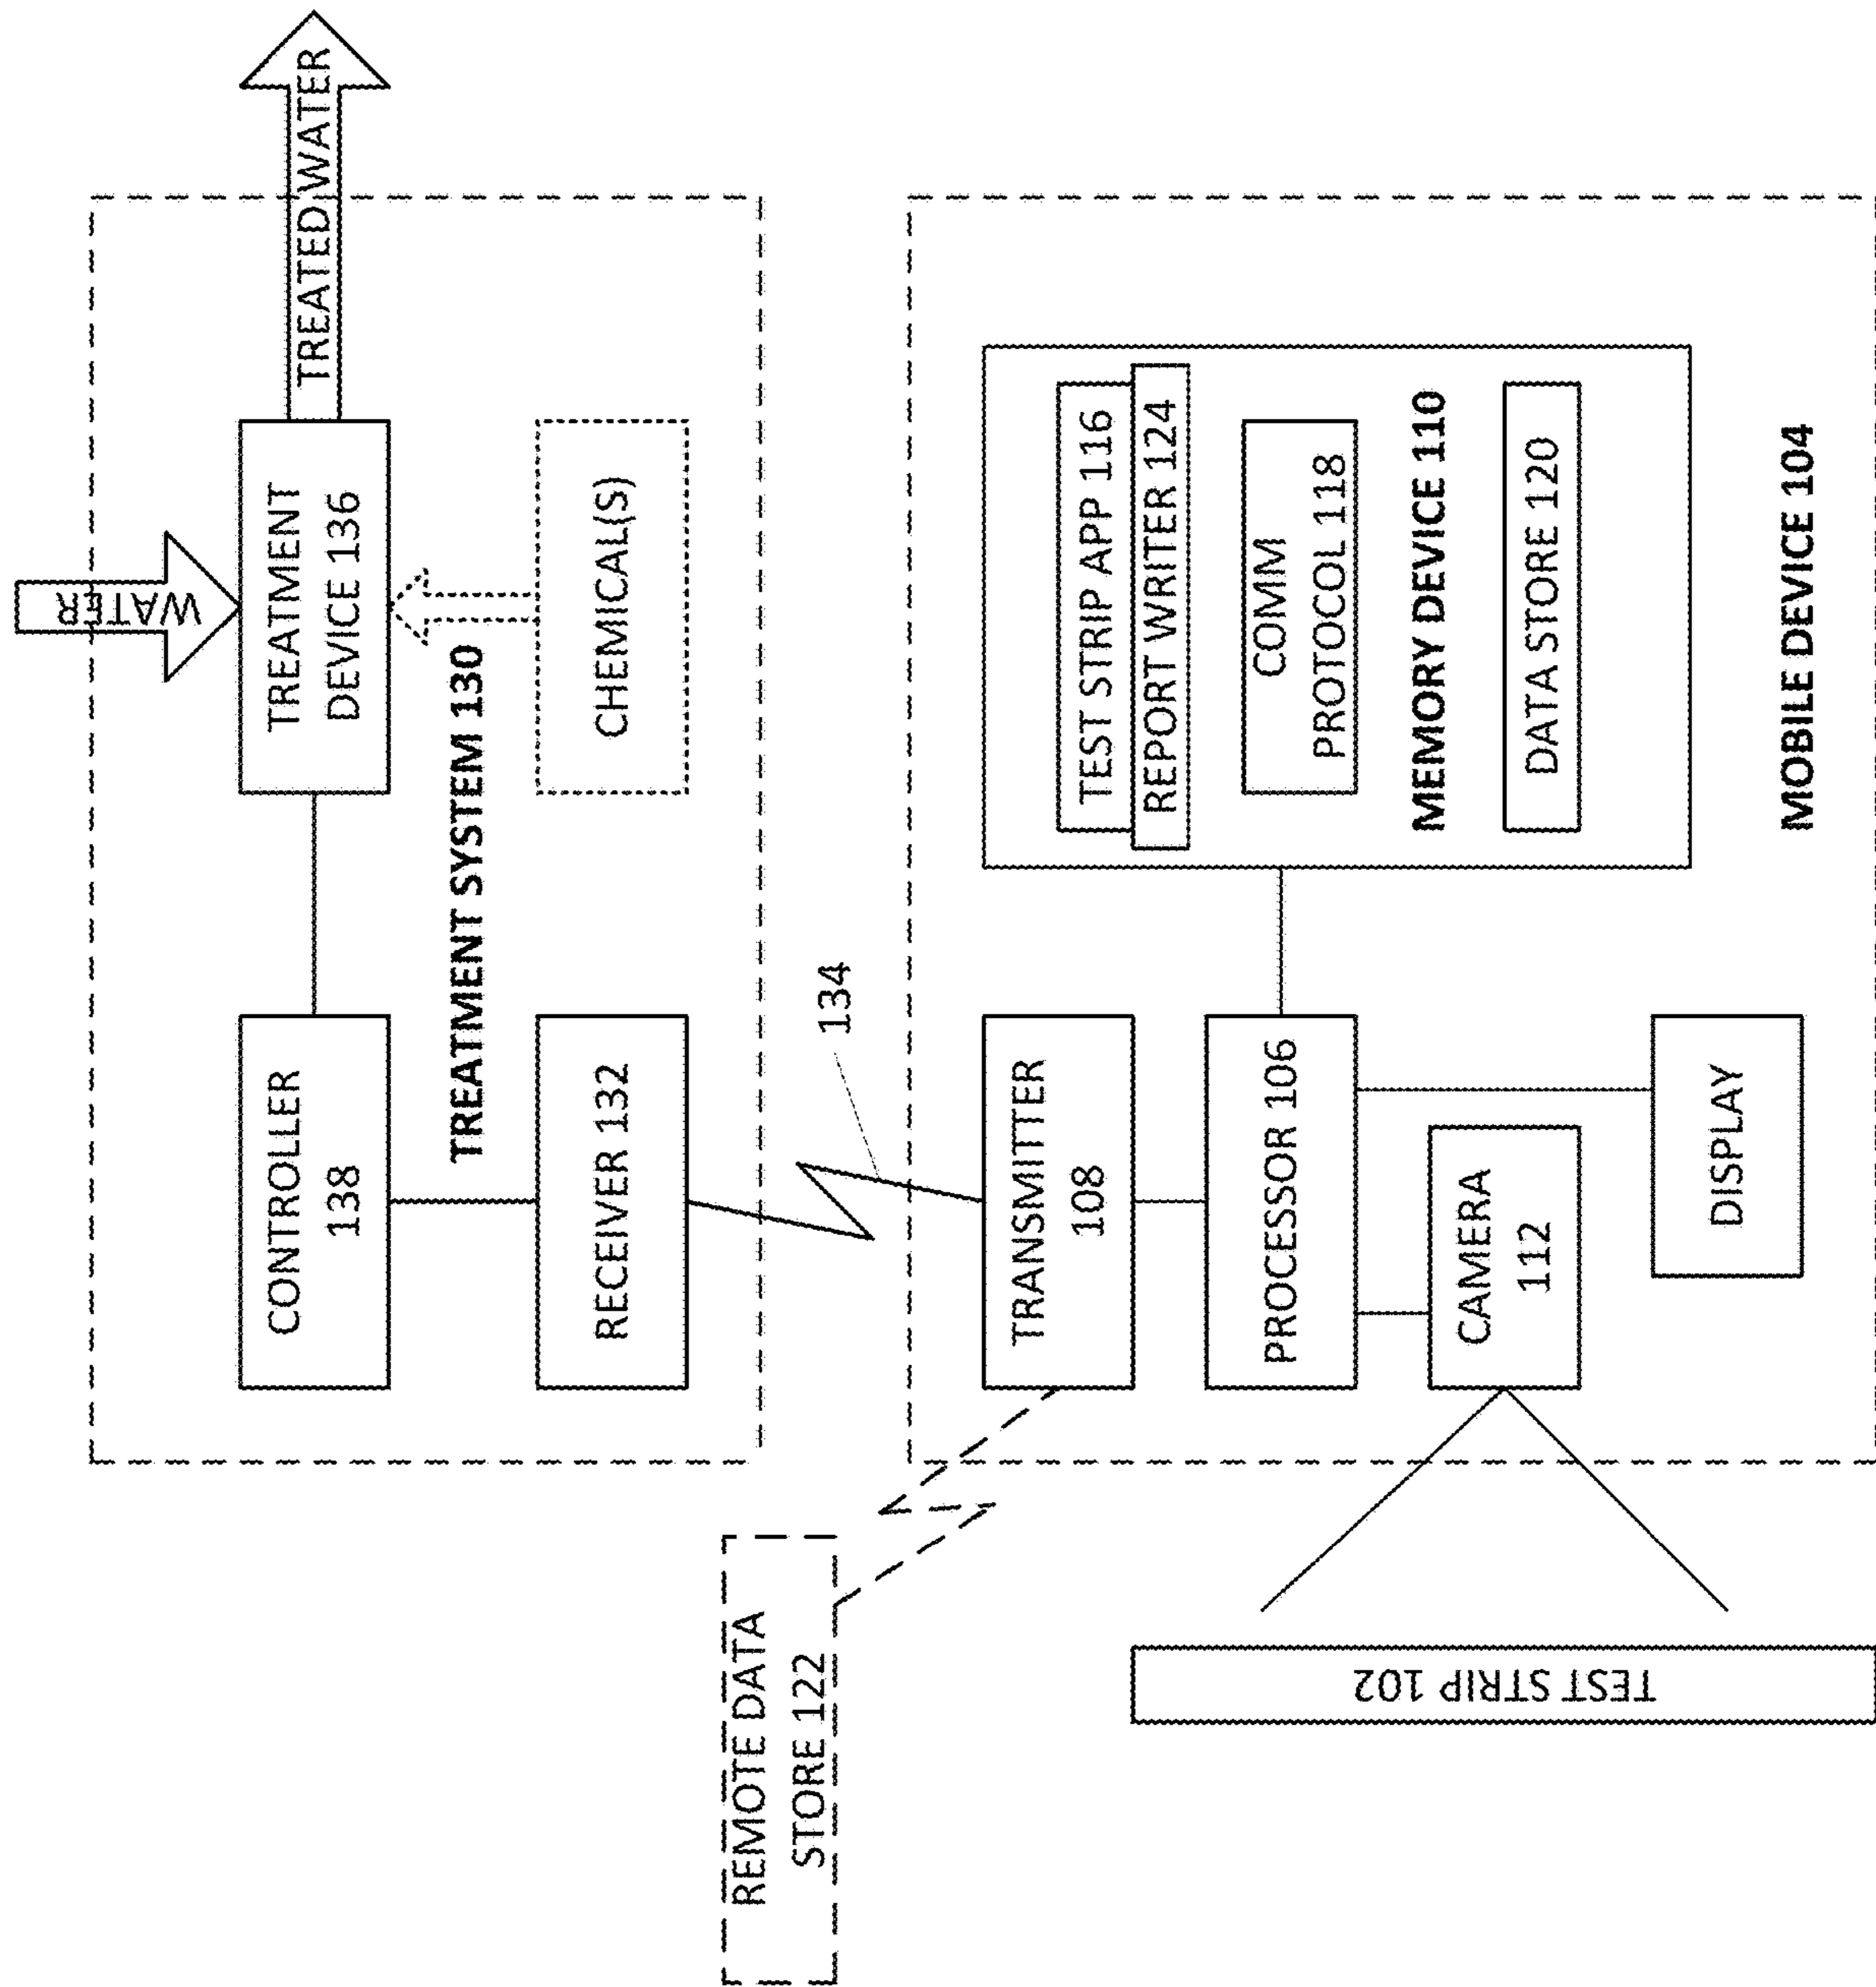 WATER
TREATED WATER
CONTROLLER
138
TREATMENT
DEVICE 136
TREATMENT SYSTEM 130
RECEIVER 132
CHEMICAL(S)
REMOTE DATA
STORE 122
134
TRANSMITTER
108
PROCESSOR 106
CAMERA
112
DISPLAY
TEST STRIP APP 116
REPORT WRITER 124
COMM
PROTOCOL 118
MEMORY DEVICE 110
DATA STORE 120
MOBILE DEVICE 104
TEST STRIP 102